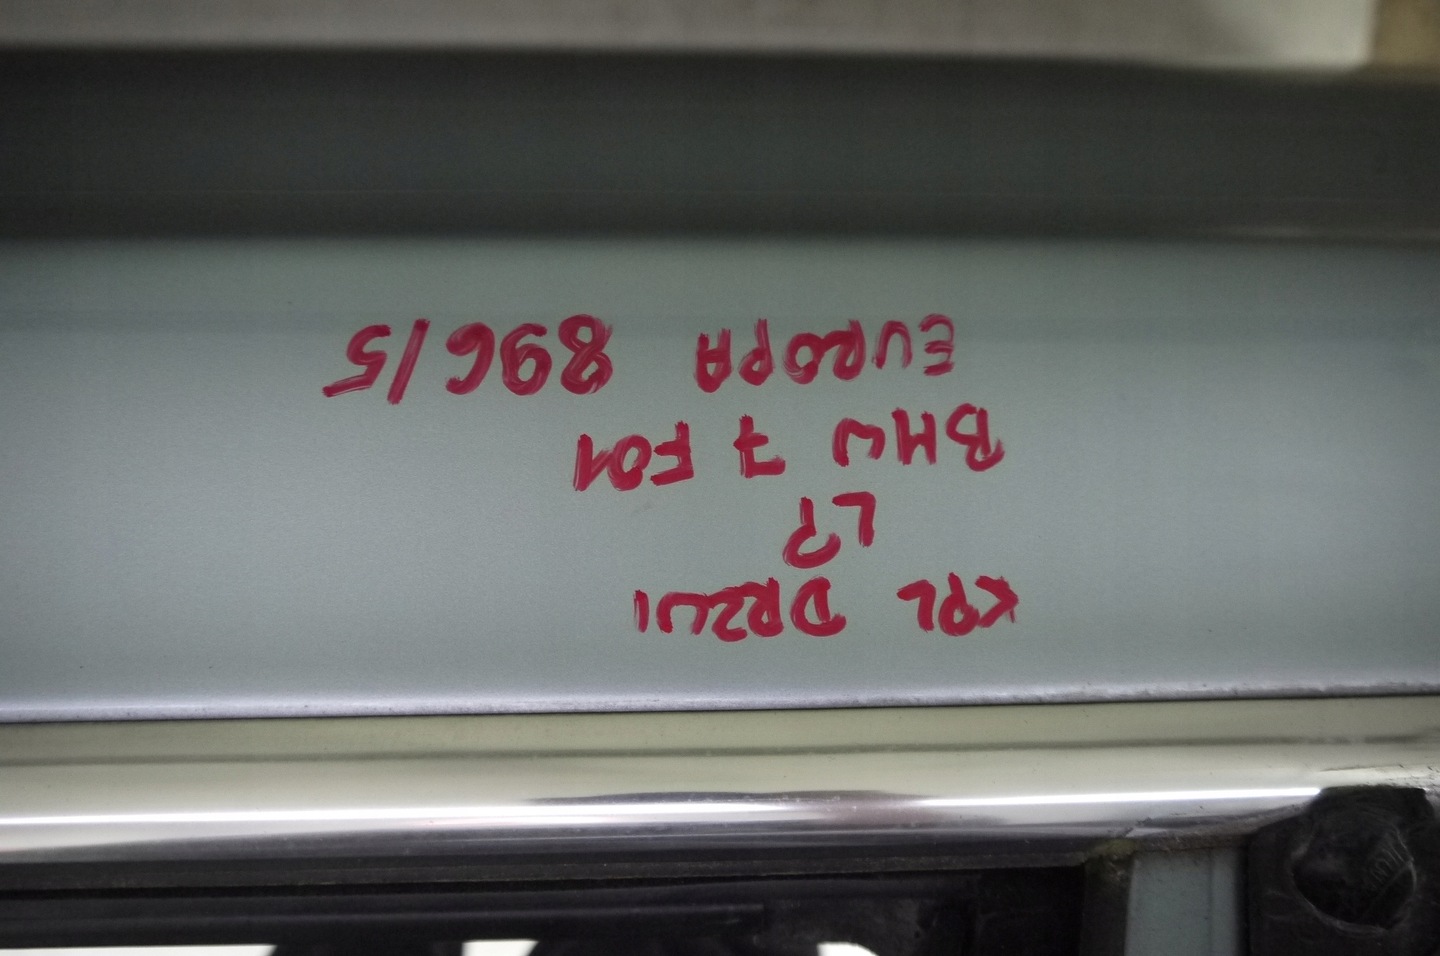 KPL DRZWI
LP
BMW 7 F01
EUROPA 896/5